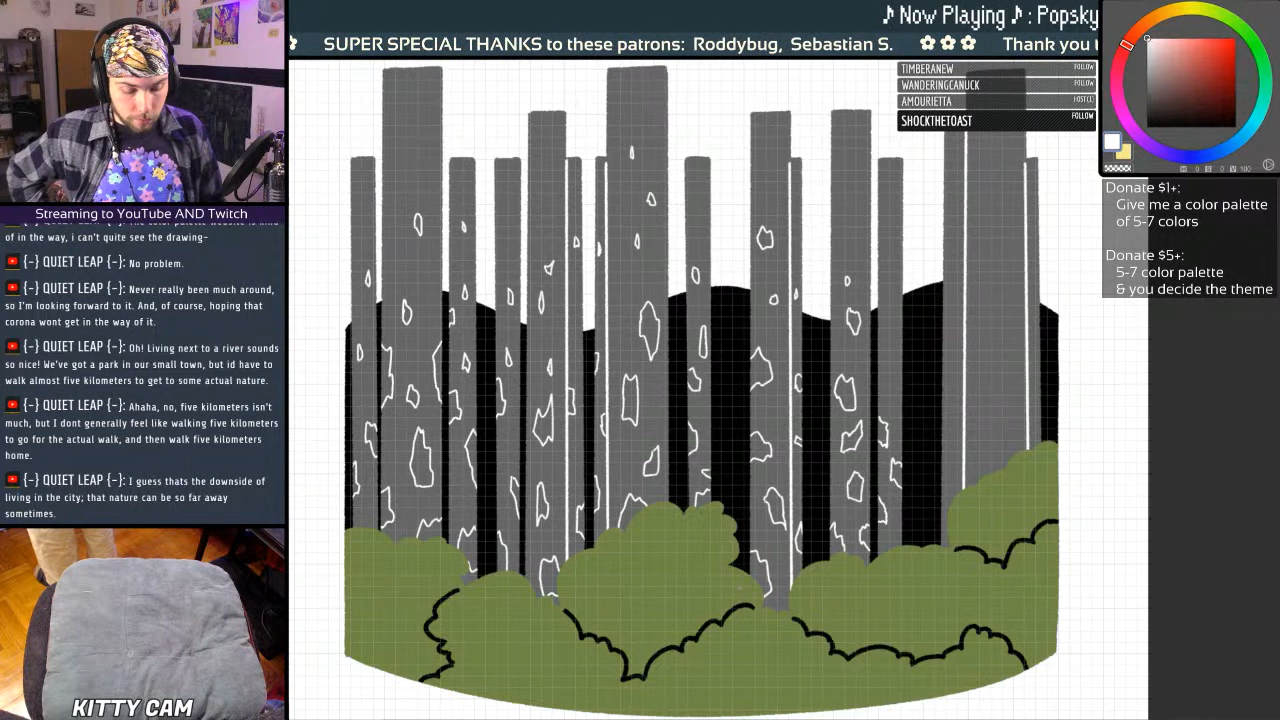 ♪ Now Playing ♪ : Popsky
SUPER SPECIAL THANKS to these patrons: Roddybug, Sebastian S. ✿ ✿ ✿ Thank you
TIMBERANEW FOLLOW
WANDERINGCANUCK FOLLOW
AMOURIETTA HOST(1)
SHOCKTHETOAST FOLLOW
Donate $1+:
Give me a color palette
of 5-7 colors
Donate $5+:
5-7 color palette
& you decide the theme
Streaming to YouTube AND Twitch
of in the way, i can't quite see the drawing-
{-} QUIET LEAP {-}: No problem.
{-} QUIET LEAP {-}: Never really been much around,
so I'm looking forward to it. And, of course, hoping that
corona wont get in the way of it.
{-} QUIET LEAP {-}: Oh! Living next to a river sounds
so nice! We've got a park in our small town, but id have to
walk almost five kilometers to get to some actual nature.
{-} QUIET LEAP {-}: Ahaha, no, five kilometers isn't
much, but I dont generally feel like walking five kilometers
to go for the actual walk, and then walk five kilometers
home.
{-} QUIET LEAP {-}: I guess thats the downside of
living in the city; that nature can be so far away
sometimes.
KITTY CAM